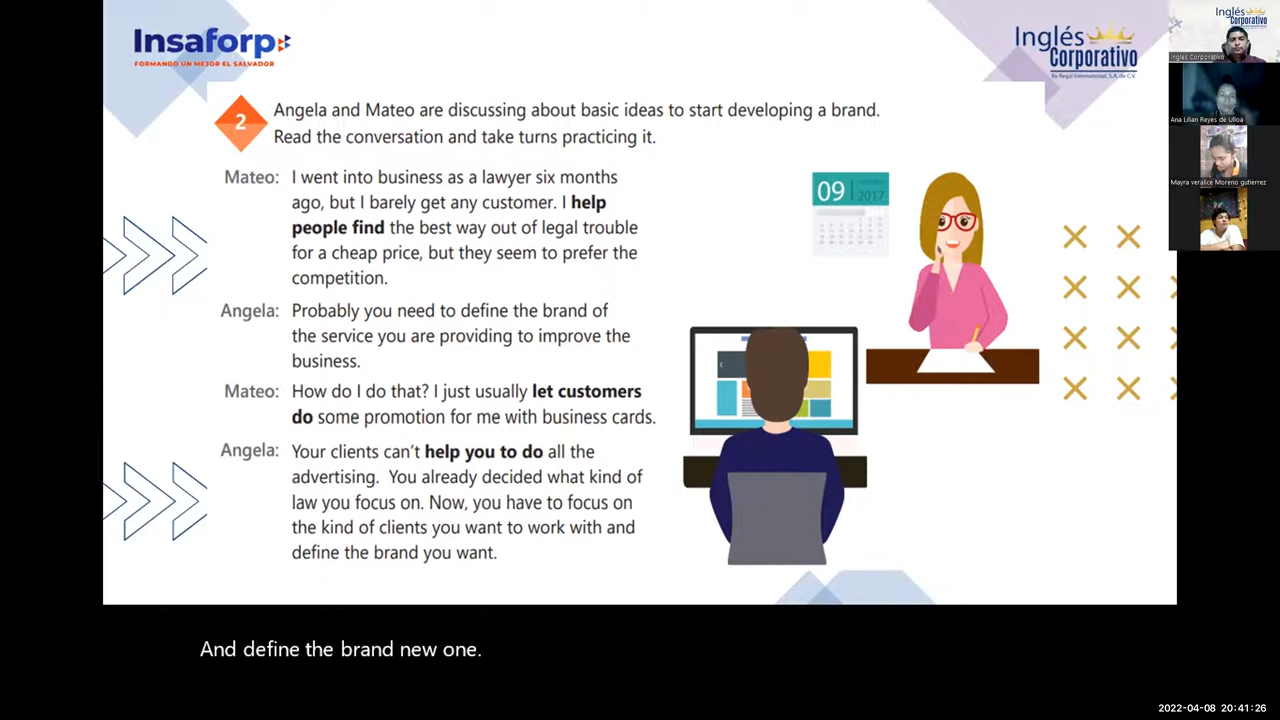 Insaforp
FORMANDO UN MEJOR EL SALVADOR
Inglés
Corporativo
By Regal International, S.A. de C.V.
2 Angela and Mateo are discussing about basic ideas to start developing a brand.
Read the conversation and take turns practicing it.
Mateo: I went into business as a lawyer six months
ago, but I barely get any customer. I help
people find the best way out of legal trouble
for a cheap price, but they seem to prefer the
competition.
Angela: Probably you need to define the brand of
the service you are providing to improve the
business.
Mateo: How do I do that? I just usually let customers
do some promotion for me with business cards.
Angela: Your clients can't help you to do all the
advertising. You already decided what kind of
law you focus on. Now, you have to focus on
the kind of clients you want to work with and
define the brand you want.
09 2017
Inglés
Corporativo
Ingles Corporativo
Ana Lilian Reyes de Ulloa
Mayra veralice Moreno gutierrez
And define the brand new one.
2022-04-08 20:41:26